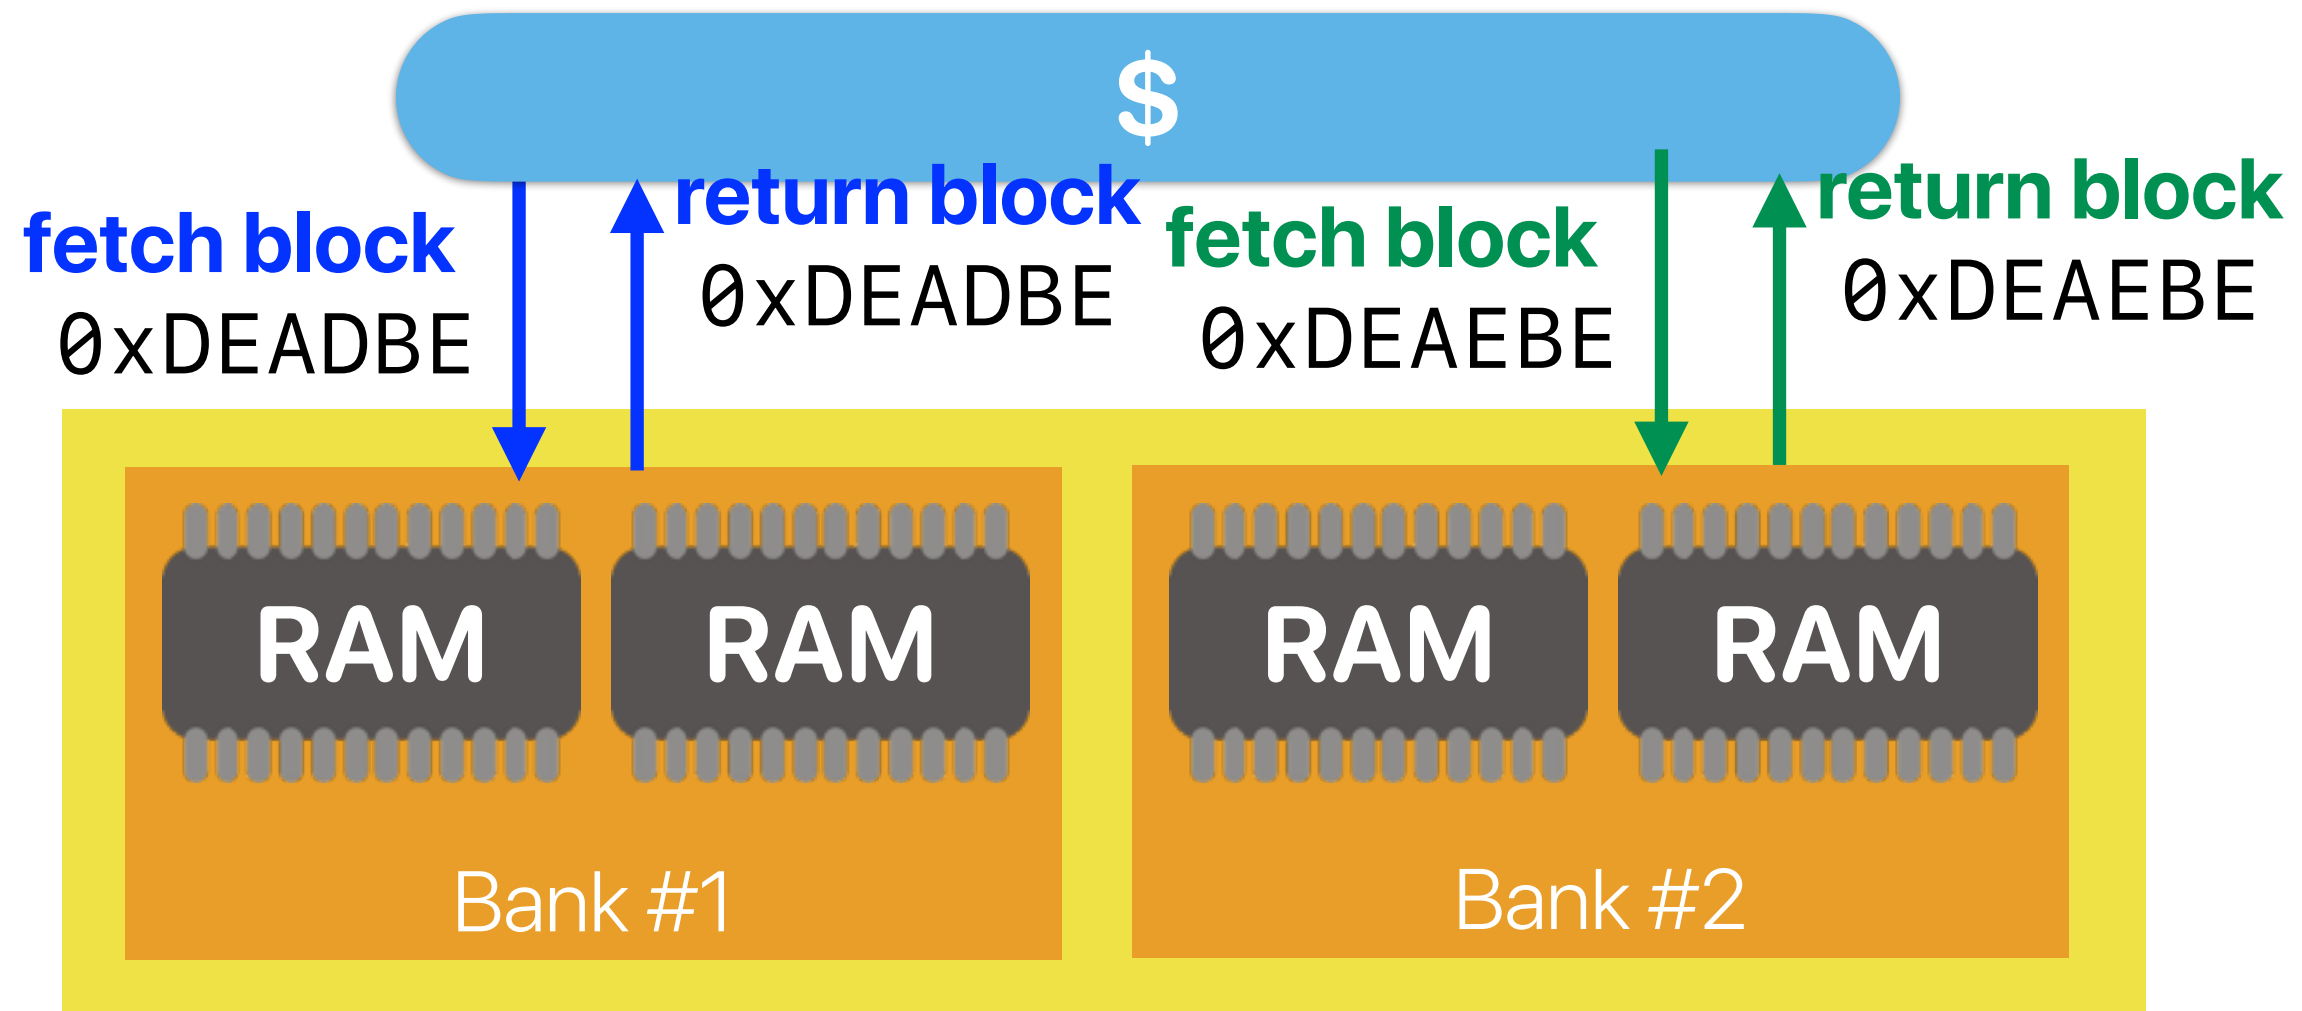 $
fetch block
0xDEADBE
return block
0xDEADBE
fetch block
0xDEAEBE
return block
0xDEAEBE
RAM
RAM
RAM
RAM
Bank #1
Bank #2